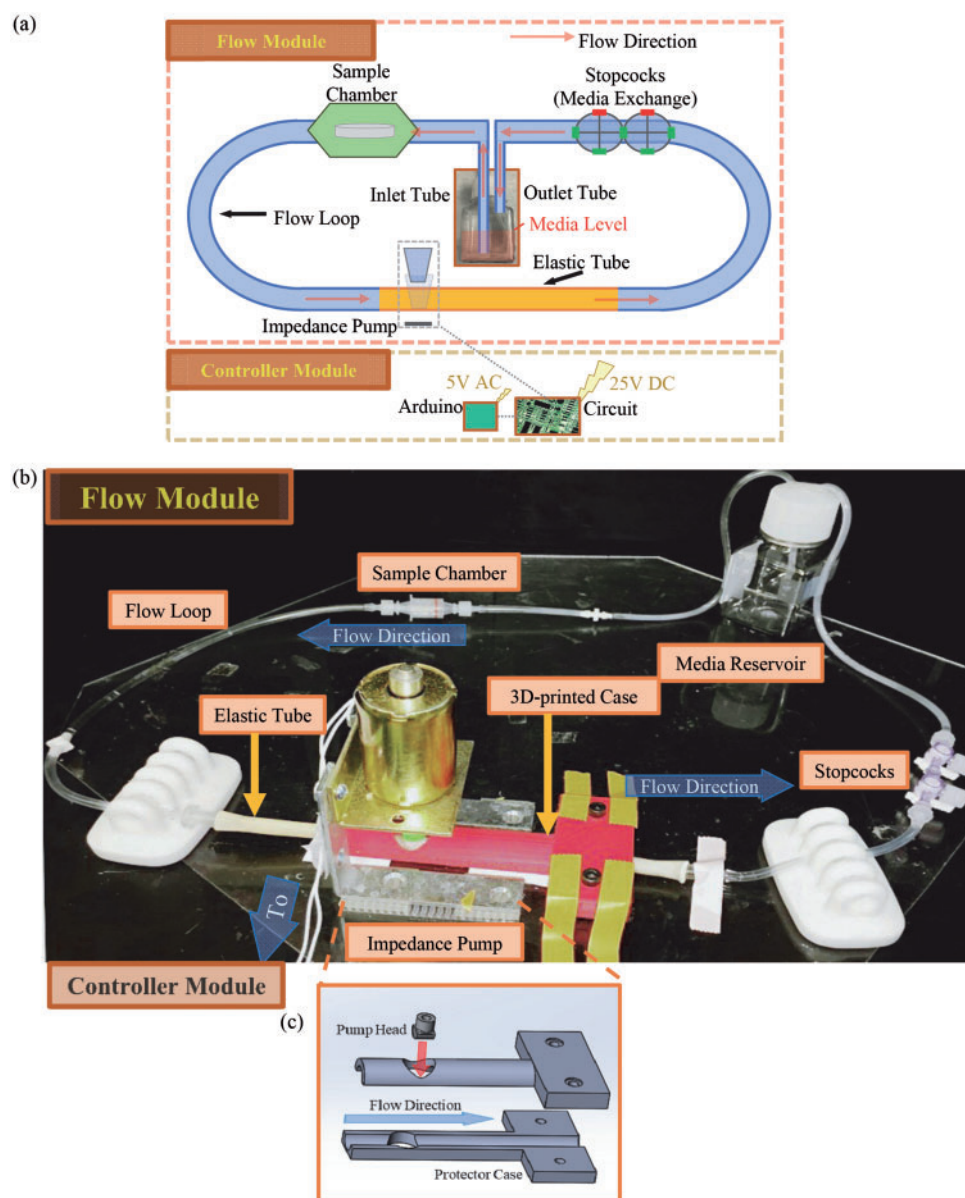 (a)
Flow Module
Flow Direction
Sample
Chamber
Stopcocks
(Media Exchange)
Inlet Tube
Outlet Tube
Flow Loop
Media Level
Elastic Tube
Impedance Pump
Controller Module
5V AC
25V DC
Arduino
Circuit
(b)
Flow Module
Sample Chamber
Flow Loop
Flow Direction
Media Reservoir
3D-printed Case
Elastic Tube
Flow Direction
Stopcocks
To
Impedance Pump
Controller Module
(c)
Pump Head
Flow Direction
Protector Case